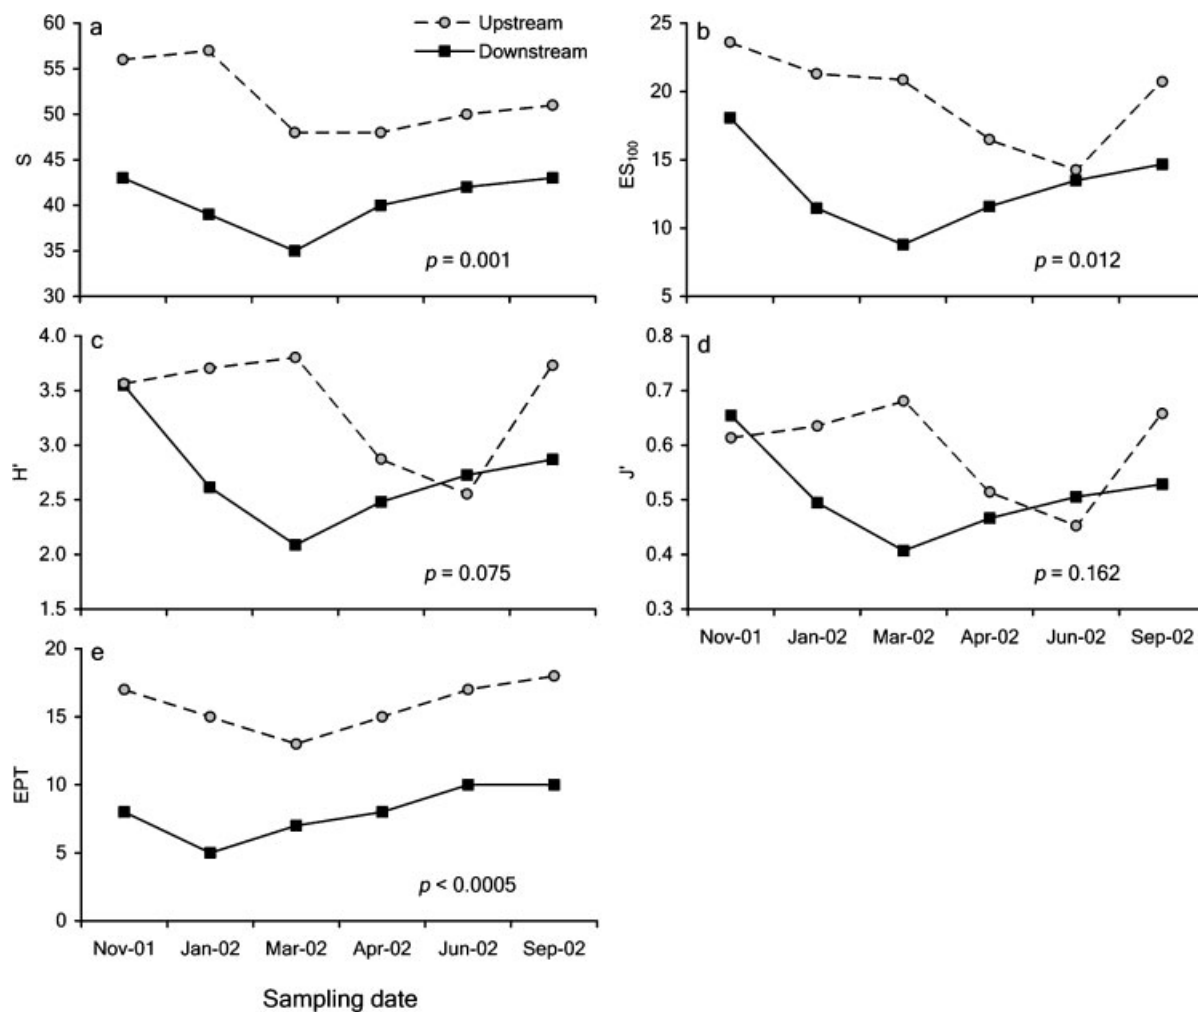 a
Upstream
Downstream
60
55
50
45
40
35
30
S
p = 0.001
b
25
20
15
10
5
ES100
p = 0.012
c
4.0
3.5
3.0
2.5
2.0
1.5
H'
p = 0.075
d
0.8
0.7
0.6
0.5
0.4
0.3
J'
p = 0.162
Nov-01 Jan-02 Mar-02 Apr-02 Jun-02 Sep-02
e
20
15
10
5
0
EPT
p < 0.0005
Nov-01 Jan-02 Mar-02 Apr-02 Jun-02 Sep-02
Sampling date